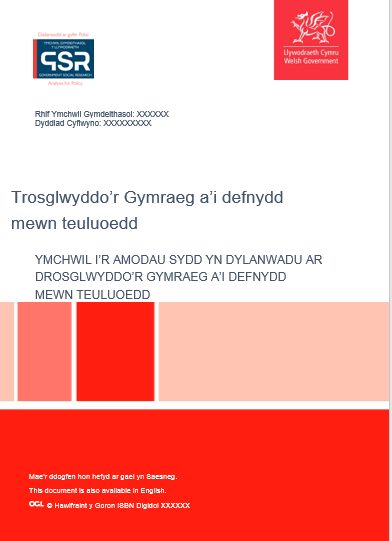 Dadansoddi ar gyfer Polisi
YMCHWIL GYMDEITHASOL
Y LLYWODRAETH
GSR
GOVERNMENT SOCIAL RESEARCH
Analysis for Policy
Llywodraeth Cymru
Welsh Government
Rhif Ymchwil Gymdeithasol: XXXXXX
Dyddiad Cyflwyno: XXXXXXXXX
Trosglwyddo’r Gymraeg a’i defnydd
mewn teuluoedd
YMCHWIL I’R AMODAU SYDD YN DYLANWADU AR
DROSGLWYDDO’R GYMRAEG A’I DEFNYDD
MEWN TEULUOEDD
Mae’r ddogfen hon hefyd ar gael yn Saesneg.
This document is also available in English.
OGL © Hawlfraint y Goron ISBN Digidol XXXXXX